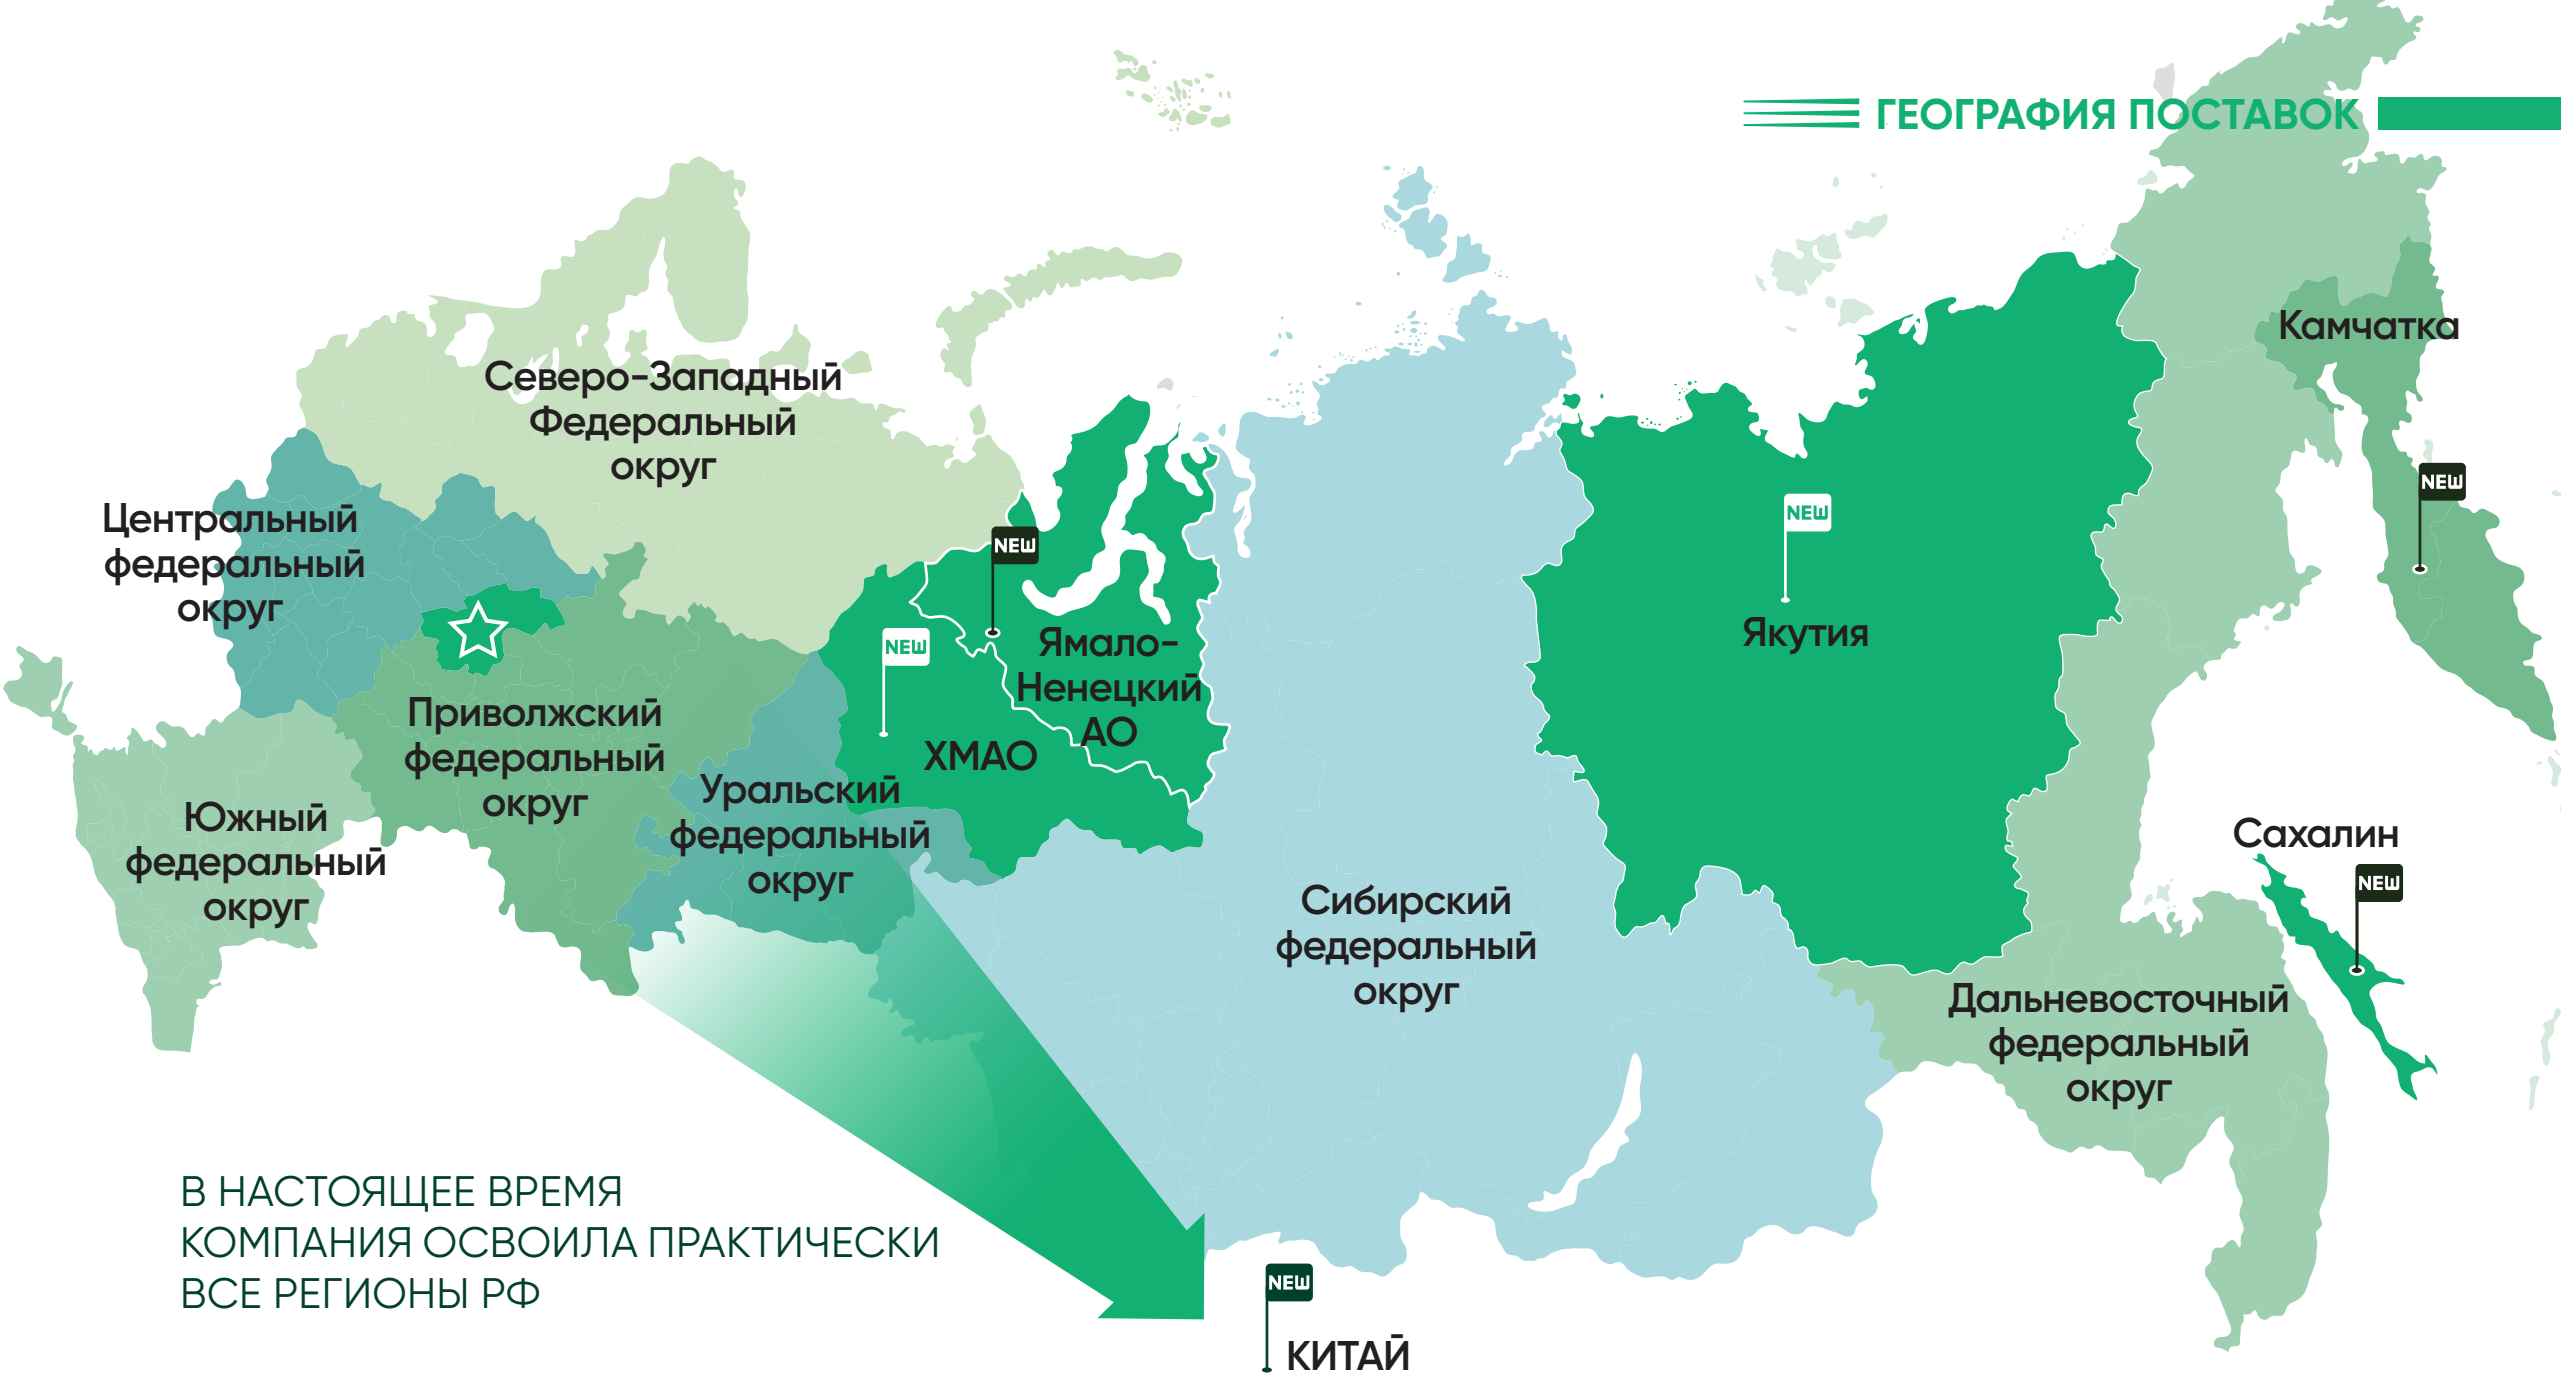 ГЕОГРАФИЯ ПОСТАВОК
Камчатка
NEW
Северо-Западный
Федеральный
округ
Центральный
федеральный
округ
NEW
Ямало-
Ненецкий
АО
NEW
ХМАО
NEW
Якутия
Приволжский
федеральный
округ
Уральский
федеральный
округ
Южный
федеральный
округ
Сибирский
федеральный
округ
Сахалин
NEW
Дальневосточный
федеральный
округ
В НАСТОЯЩЕЕ ВРЕМЯ
КОМПАНИЯ ОСВОИЛА ПРАКТИЧЕСКИ
ВСЕ РЕГИОНЫ РФ
NEW
КИТАЙ